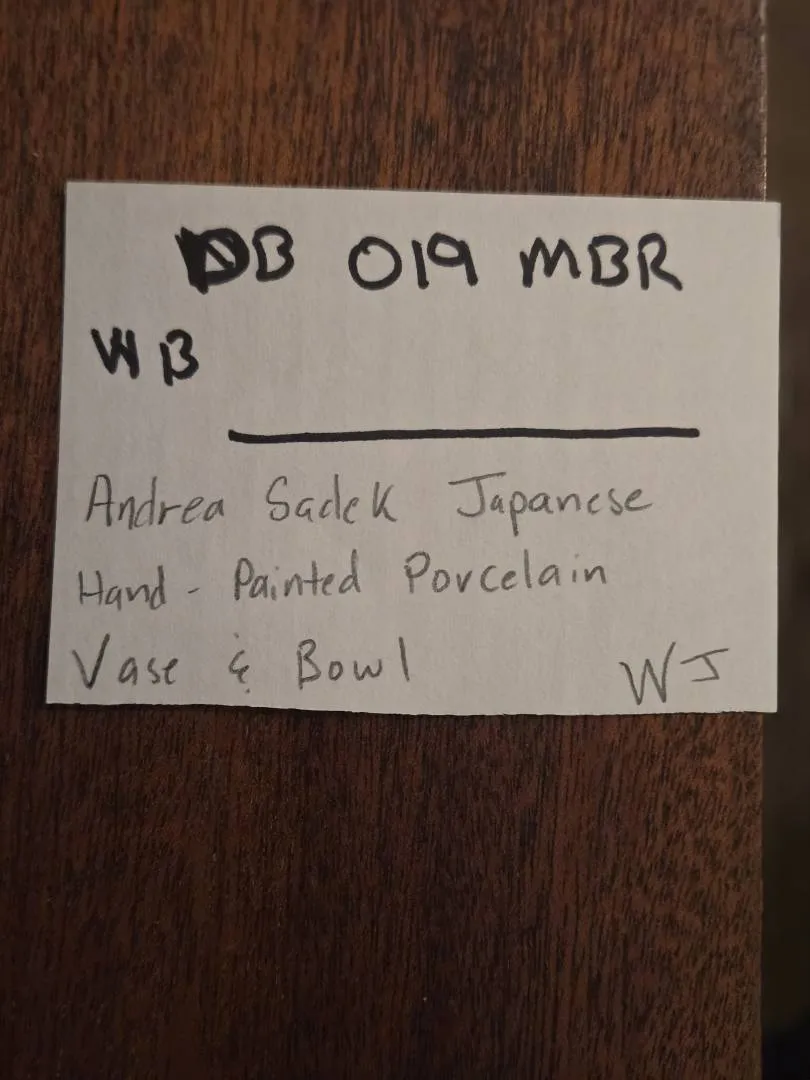 DB 019 MBR
WB
Andrea Sadek Japanese
Hand - Painted Porcelain
Vase & Bowl WJ